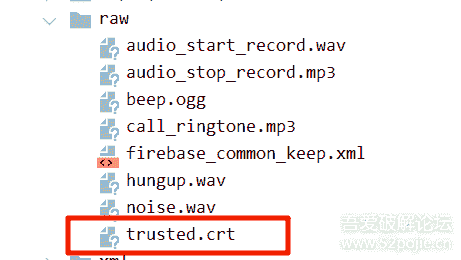 raw
audio_start_record.wav
audio_stop_record.mp3
beep.ogg
call_ringtone.mp3
firebase_common_keep.xml
hungup.wav
noise.wav
trusted.crt
吾爱破解论坛
www.52pojie.cn